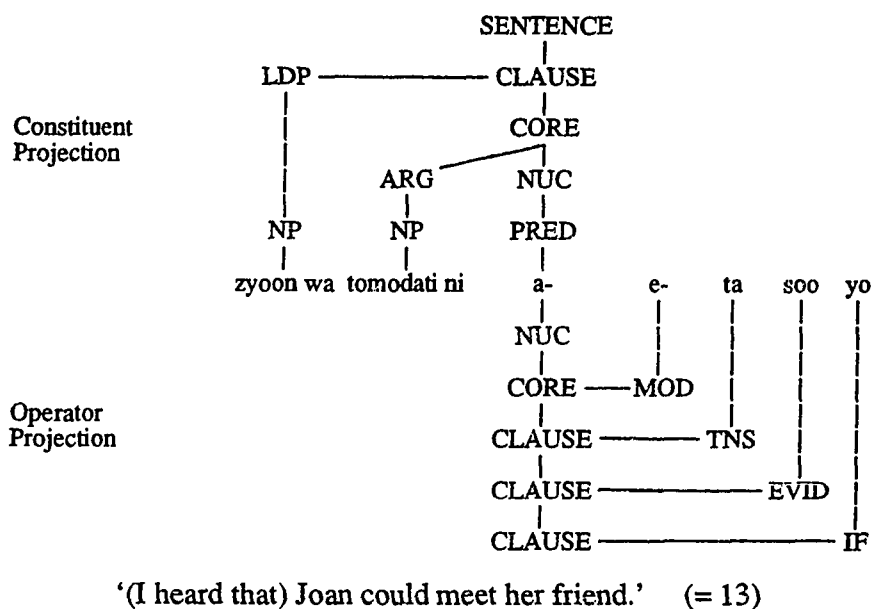 SENTENCE
LDP CLAUSE
Constituent
Projection
CORE
ARG NUC
NP NP PRED
zyoon wa tomodati ni a- e- ta soo yo
NUC
CORE MOD
Operator
Projection
CLAUSE TNS
CLAUSE EVID
CLAUSE IF
‘(I heard that) Joan could meet her friend.’ (= 13)